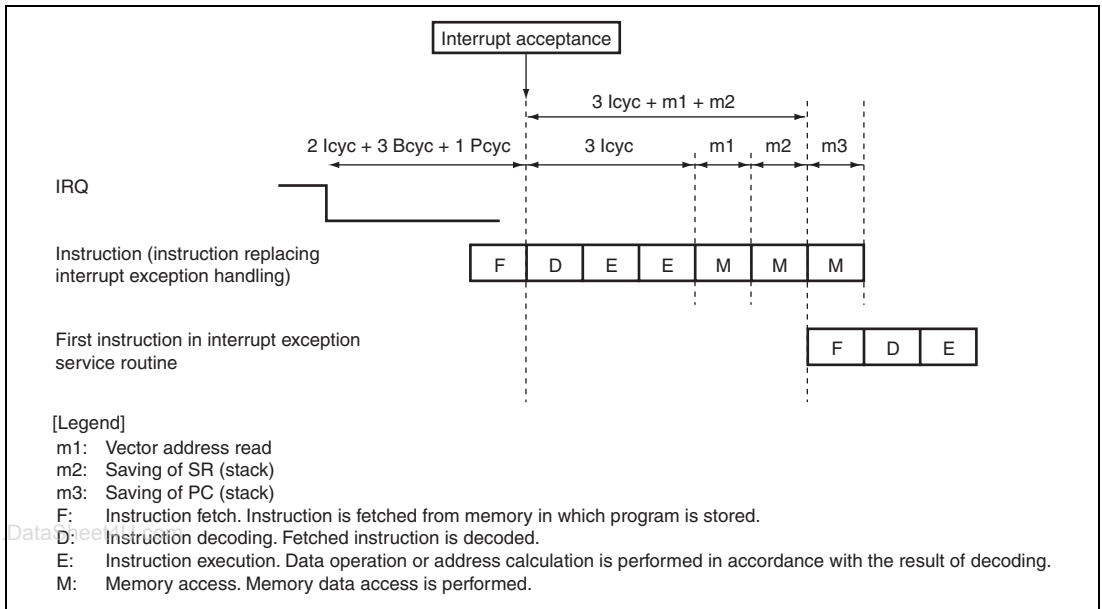 Interrupt acceptance
3 Icyc + m1 + m2
2 Icyc + 3 Bcyc + 1 Pcyc
3 Icyc
m1
m2
m3
IRQ
Instruction (instruction replacing
interrupt exception handling)
F D E E M M M
First instruction in interrupt exception
service routine
F D E
[Legend]
m1: Vector address read
m2: Saving of SR (stack)
m3: Saving of PC (stack)
F: Instruction fetch. Instruction is fetched from memory in which program is stored.
DataSheet4U.com
D: Instruction decoding. Fetched instruction is decoded.
E: Instruction execution. Data operation or address calculation is performed in accordance with the result of decoding.
M: Memory access. Memory data access is performed.